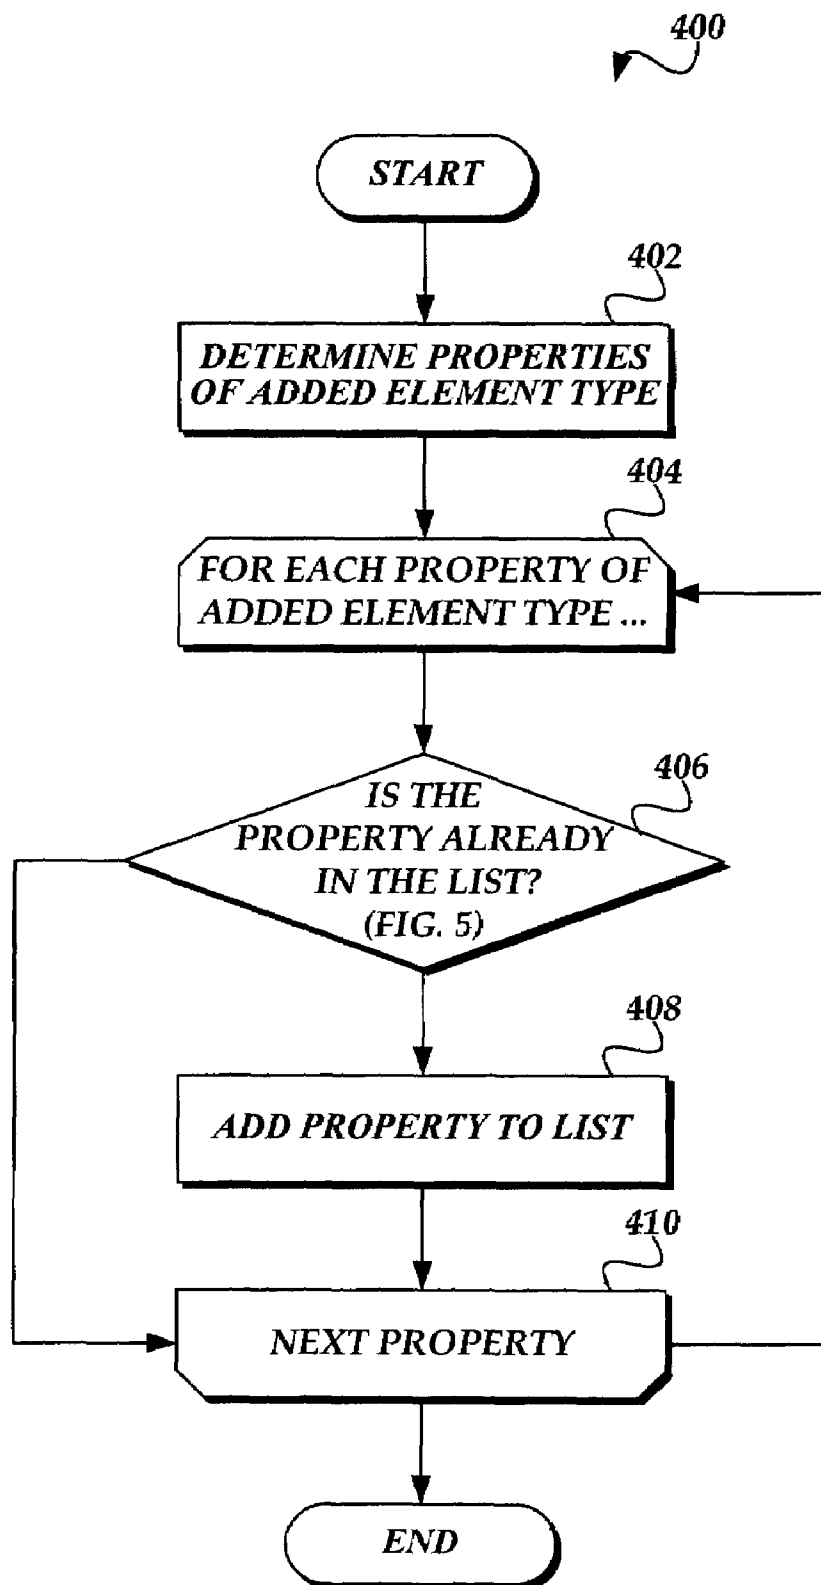 400
START
402
DETERMINE PROPERTIES
OF ADDED ELEMENT TYPE
404
FOR EACH PROPERTY OF
ADDED ELEMENT TYPE ...
406
IS THE
PROPERTY ALREADY
IN THE LIST?
(FIG. 5)
408
ADD PROPERTY TO LIST
410
NEXT PROPERTY
END